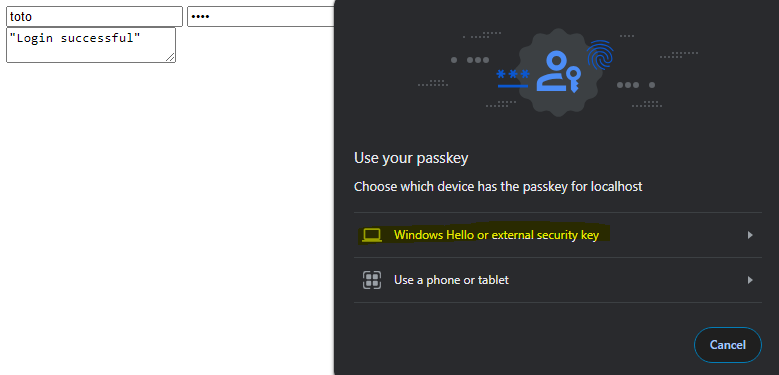 toto ••••
"Login successful"
***
Use your passkey
Choose which device has the passkey for localhost
Windows Hello or external security key
Use a phone or tablet
Cancel